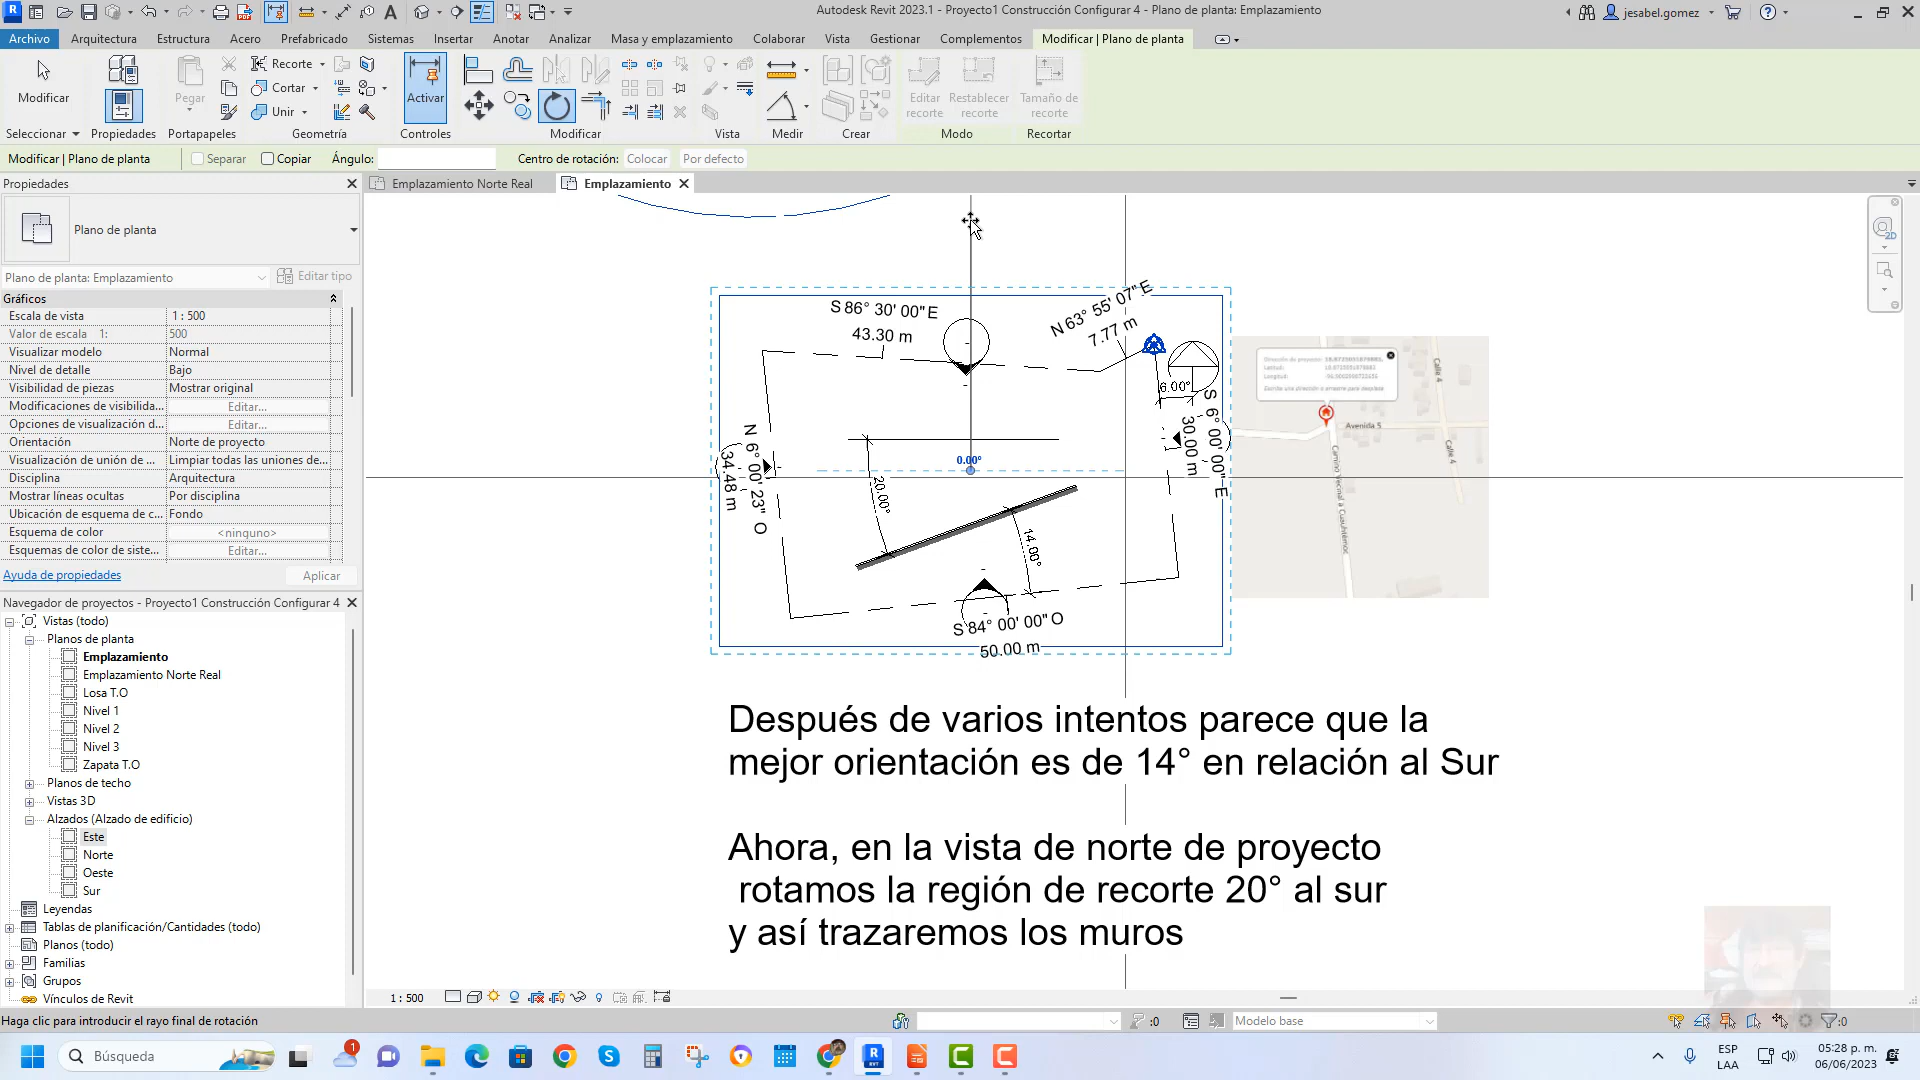 Autodesk Revit 2023.1 - Proyecto1 Construcción Configurar 4 - Plano de planta: Emplazamiento
jesabel.gomez
Archivo Arquitectura Estructura Acero Prefabricado Sistemas Insertar Anotar Analizar Masa y emplazamiento Colaborar Vista Gestionar Complementos Modificar | Plano de planta
Modificar
Pegar
Recorte
Cortar
Unir
Activar
Editar recorte
Restablecer recorte
Tamaño de recorte
Seleccionar Propiedades Portapapeles Geometría Controles Modificar Vista Medir Crear Modo Recortar
Modificar | Plano de planta Separar Copiar Ángulo: Centro de rotación: Colocar Por defecto
Propiedades
Emplazamiento Norte Real
Emplazamiento
Plano de planta
Plano de planta: Emplazamiento Editar tipo
Gráficos
Escala de vista 1 : 500
Valor de escala 1: 500
Visualizar modelo Normal
Nivel de detalle Bajo
Visibilidad de piezas Mostrar original
Modificaciones de visibilida... Editar...
Opciones de visualización d... Editar...
Orientación Norte de proyecto
Visualización de unión de ... Limpiar todas las uniones de...
Disciplina Arquitectura
Mostrar líneas ocultas Por disciplina
Ubicación de esquema de c... Fondo
Esquema de color <ninguno>
Esquemas de color de siste... Editar...
Ayuda de propiedades Aplicar
Navegador de proyectos - Proyecto1 Construcción Configurar 4
Vistas (todo)
Planos de planta
Emplazamiento
Emplazamiento Norte Real
Losa T.O
Nivel 1
Nivel 2
Nivel 3
Zapata T.O
Planos de techo
Vistas 3D
Alzados (Alzado de edificio)
Este
Norte
Oeste
Sur
Leyendas
Tablas de planificación/Cantidades (todo)
Planos (todo)
Familias
Grupos
Vínculos de Revit
2D
S 86° 30' 00" E
43.30 m
N 63° 55' 07" E
7.77 m
6.00°
S 6° 00' 00" E
30.00 m
N 6° 00' 23" O
34.48 m
0.00°
20.00°
14.00°
S 84° 00' 00" O
50.00 m
Avenida 5
Calle 4
Calle 4
Camino Vecinal a Cuauhtémoc
Después de varios intentos parece que la
mejor orientación es de 14° en relación al Sur
Ahora, en la vista de norte de proyecto
rotamos la región de recorte 20° al sur
y así trazaremos los muros
1 : 500
Haga clic para introducir el rayo final de rotación
:0
Modelo base
:0
Búsqueda
1
ESP
LAA
05:28 p. m.
06/06/2023